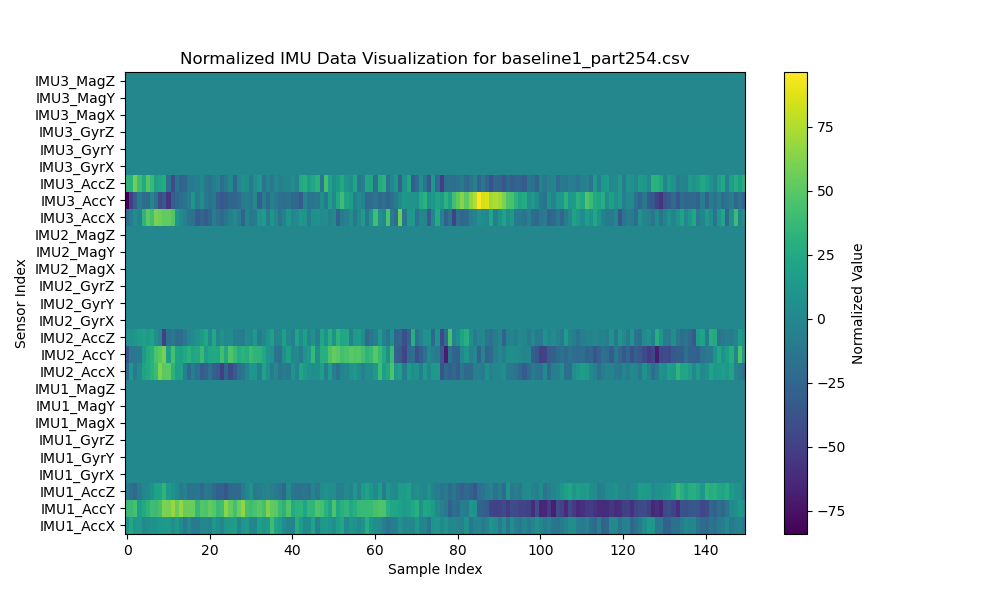 Normalized IMU Data Visualization for baseline1_part254.csv
IMU3_MagZ
IMU3_MagY
IMU3_MagX
IMU3_GyrZ
IMU3_GyrY
IMU3_GyrX
IMU3_AccZ
IMU3_AccY
IMU3_AccX
IMU2_MagZ
IMU2_MagY
IMU2_MagX
IMU2_GyrZ
IMU2_GyrY
IMU2_GyrX
IMU2_AccZ
IMU2_AccY
IMU2_AccX
IMU1_MagZ
IMU1_MagY
IMU1_MagX
IMU1_GyrZ
IMU1_GyrY
IMU1_GyrX
IMU1_AccZ
IMU1_AccY
IMU1_AccX
Sensor Index
0 20 40 60 80 100 120 140
Sample Index
75
50
25
0
−25
−50
−75
Normalized Value